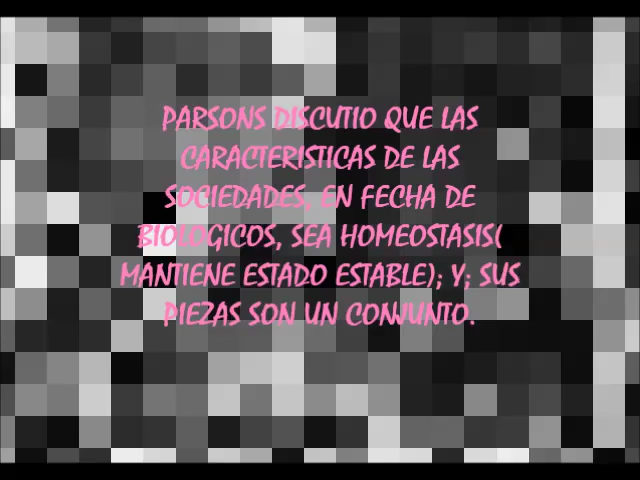 PARSONS DISCUTIO QUE LAS
CARACTERISTICAS DE LAS
SOCIEDADES, EN FECHA DE
BIOLOGICOS, SEA HOMEOSTASIS(
MANTIENE ESTADO ESTABLE); Y; SUS
PIEZAS SON UN CONJUNTO.